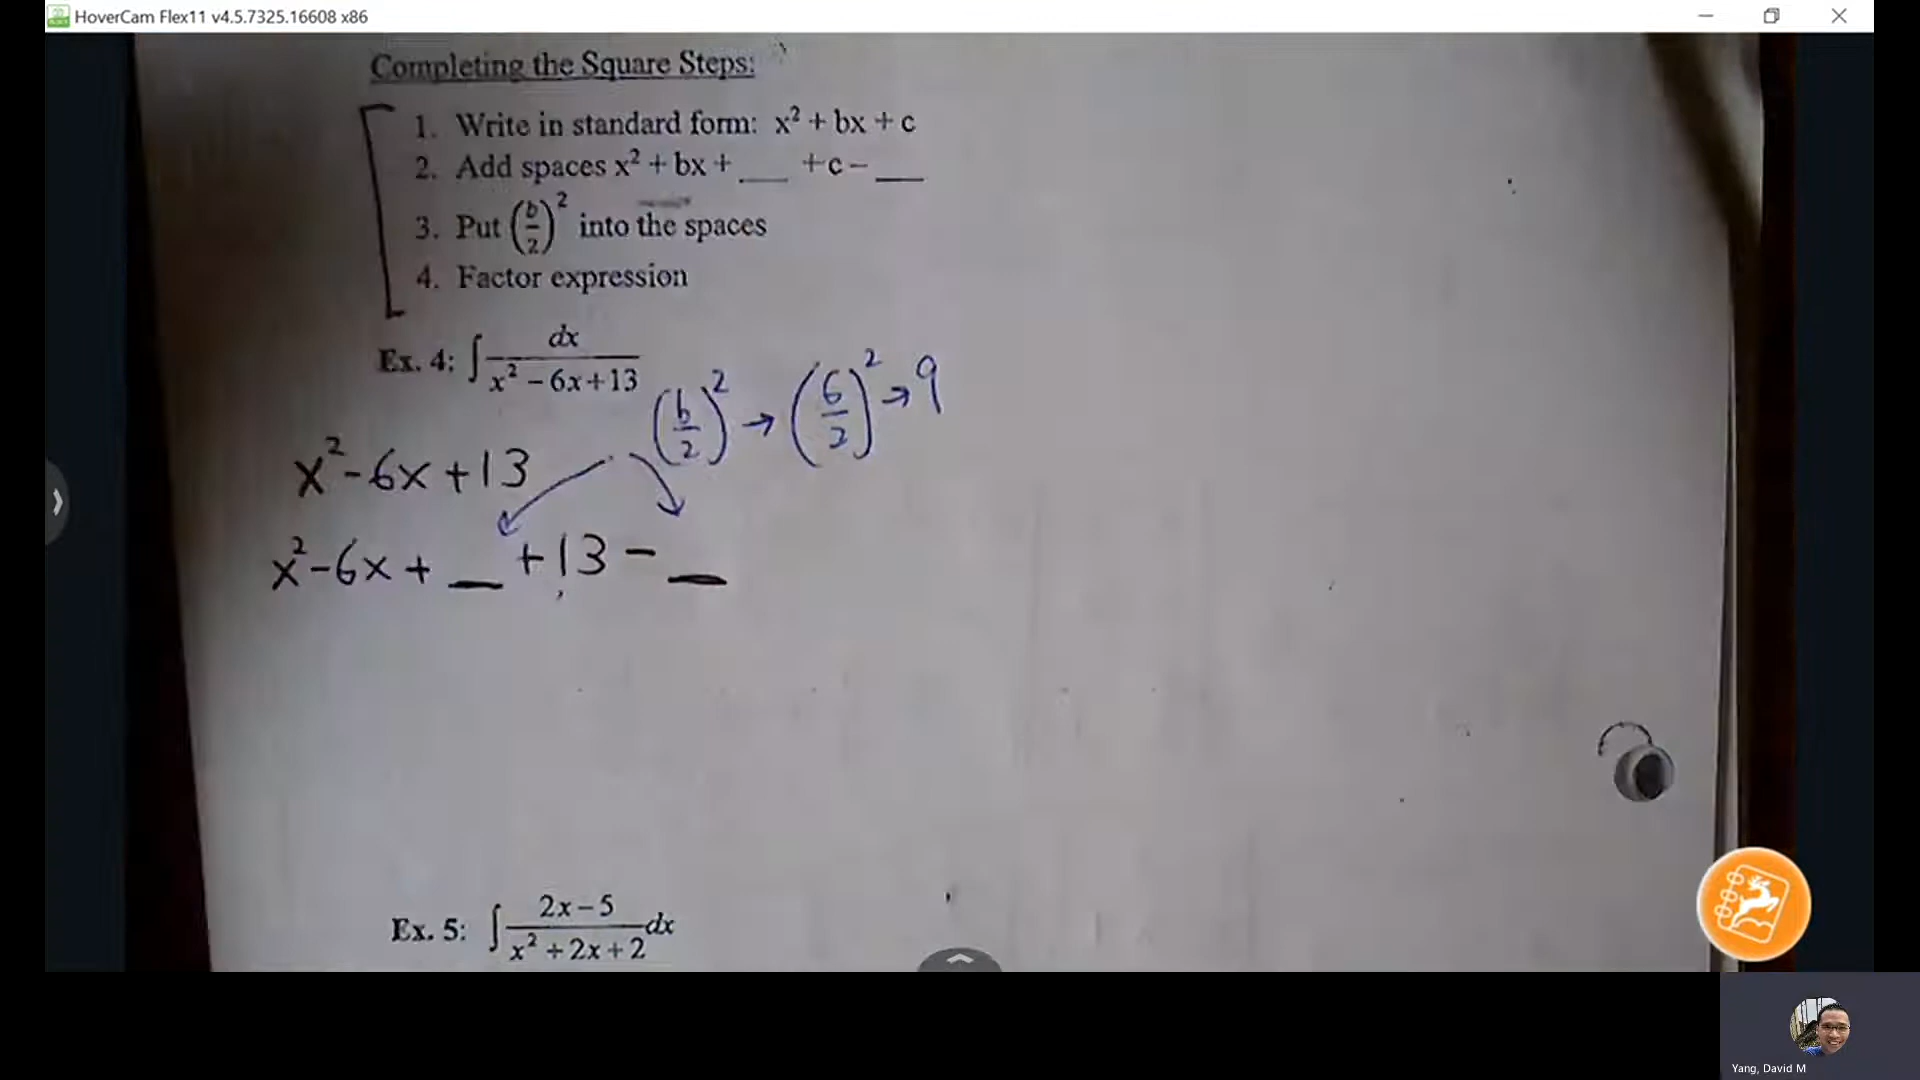 HoverCam Flex11 v4.5.7325.16608 x86
Completing the Square Steps:
1. Write in standard form: x² + bx + c
2. Add spaces x² + bx + __ +c − __
3. Put (b/2)² into the spaces
4. Factor expression
Ex. 4: ∫ dx / (x² − 6x + 13)
(b/2)² → (6/2)² → 9
x² - 6x + 13
x² - 6x + __ + 13 - __
Ex. 5: ∫ (2x − 5) / (x² + 2x + 2) dx
Yang, David M